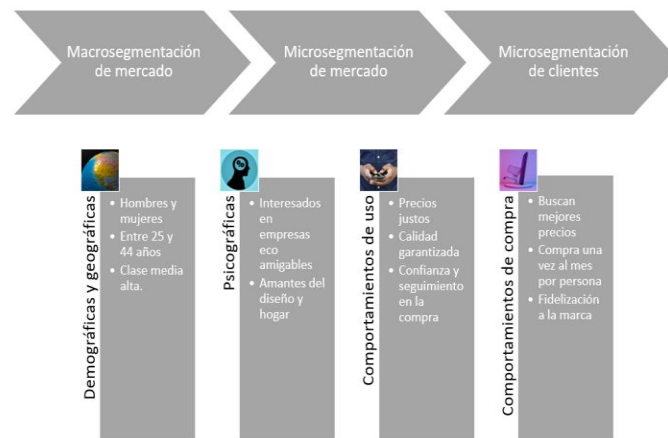 Macrosegmentación
de mercado
Microsegmentación
de mercado
Microsegmentación
de clientes
Demográficas y geográficas
• Hombres y
mujeres
• Entre 25 y
44 años
• Clase media
alta.
Psicográficas
• Interesados
en
empresas
eco
amigables
• Amantes del
diseño y
hogar
Comportamientos de uso
• Precios
justos
• Calidad
garantizada
• Confianza y
seguimiento
en la
compra
Comportamientos de compra
• Buscan
mejores
precios
• Compra una
vez al mes
por persona
• Fidelización
a la marca